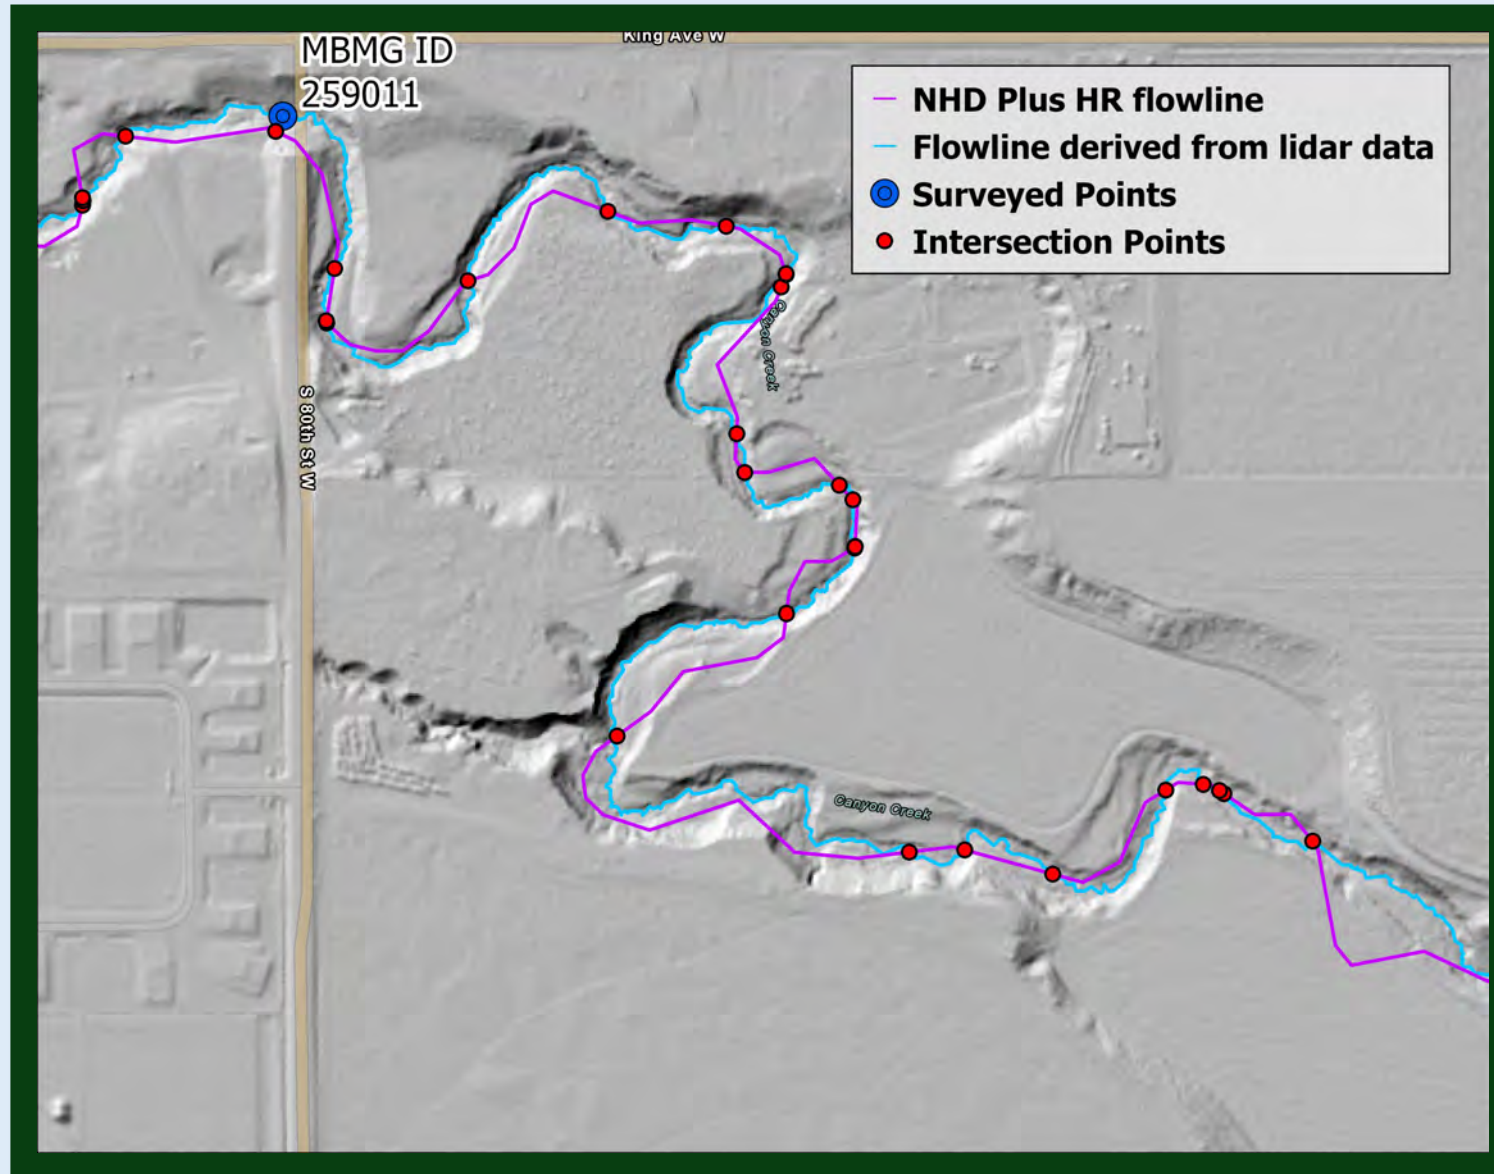 King Ave W
MBMG ID
259011
NHD Plus HR flowline
Flowline derived from lidar data
Surveyed Points
Intersection Points
Canyon Creek
S 80th St W
Canyon Creek